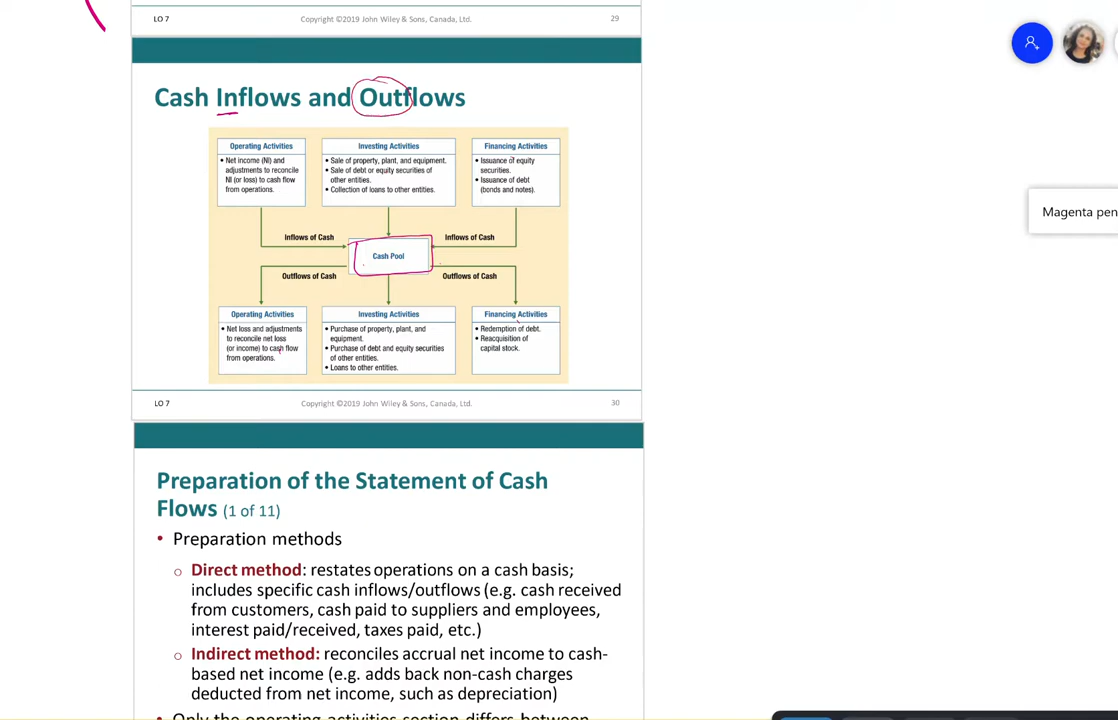 LO 7
Copyright ©2019 John Wiley & Sons, Canada, Ltd.
29
Cash Inflows and Outflows
Operating Activities
• Net income (NI) and
adjustments to reconcile
NI (or loss) to cash flow
from operations.
Investing Activities
• Sale of property, plant, and equipment.
• Sale of debt or equity securities of
other entities.
• Collection of loans to other entities.
Financing Activities
• Issuance of equity
securities.
• Issuance of debt
(bonds and notes).
Inflows of Cash
Inflows of Cash
Cash Pool
Outflows of Cash
Outflows of Cash
Operating Activities
• Net loss and adjustments
to reconcile net loss
(or income) to cash flow
from operations.
Investing Activities
• Purchase of property, plant, and
equipment.
• Purchase of debt and equity securities
of other entities.
• Loans to other entities.
Financing Activities
• Redemption of debt.
• Reacquisition of
capital stock.
LO 7
Copyright ©2019 John Wiley & Sons, Canada, Ltd.
30
Magenta pen
Preparation of the Statement of Cash
Flows (1 of 11)
• Preparation methods
o Direct method: restates operations on a cash basis;
includes specific cash inflows/outflows (e.g. cash received
from customers, cash paid to suppliers and employees,
interest paid/received, taxes paid, etc.)
o Indirect method: reconciles accrual net income to cash-
based net income (e.g. adds back non-cash charges
deducted from net income, such as depreciation)
• Only the operating activities section differs between